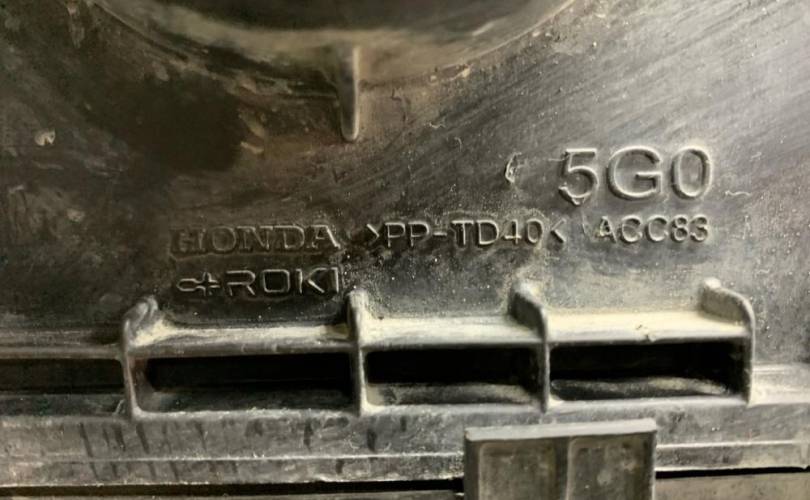 5G0
HONDA >PP-TD40< ACC83
ROKI